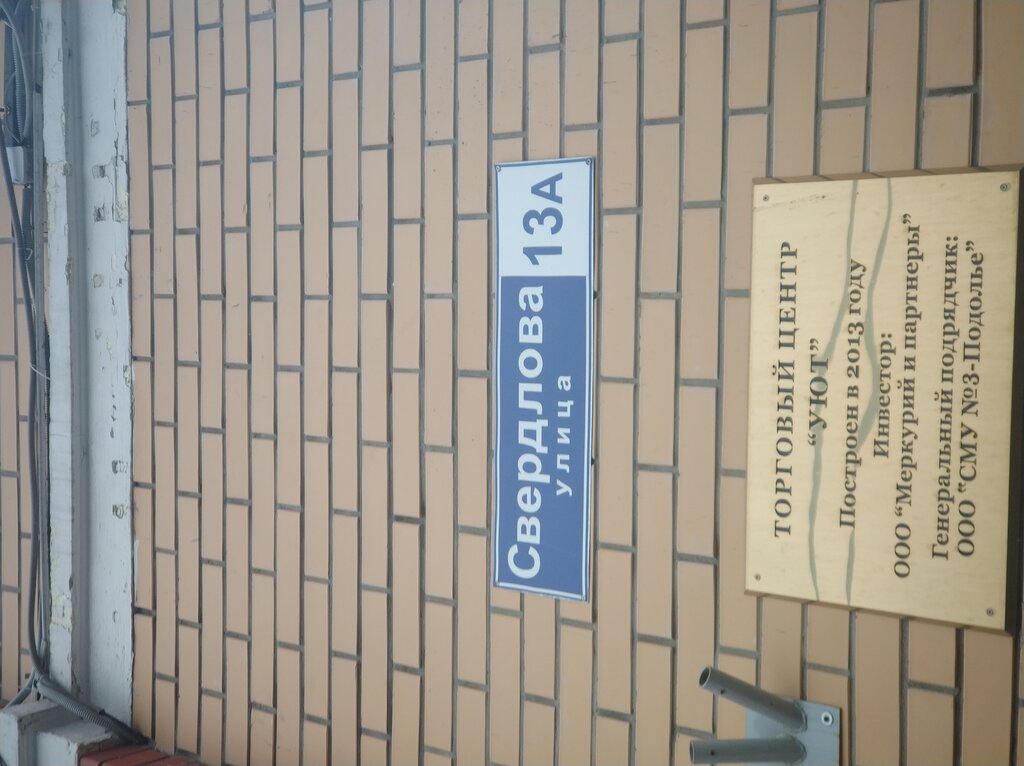 Свердлова 13А
улица
ТОРГОВЫЙ ЦЕНТР
“УЮТ”
Построен в 2013 году
Инвестор:
ООО “Меркурий и партнеры”
Генеральный подрядчик:
ООО “СМУ №3-Подолье”